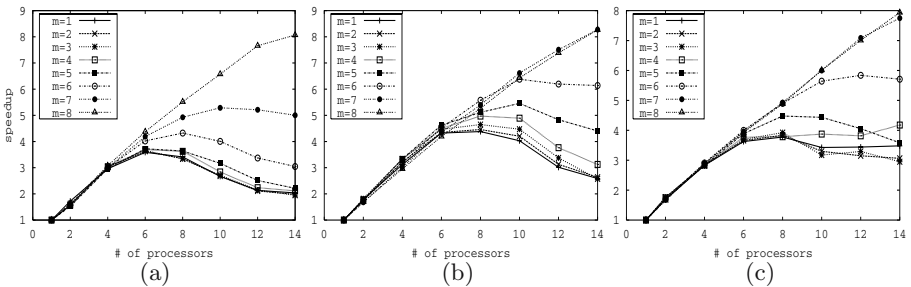 9
8
7
6
5
4
3
2
1
speedup
m=1
m=2
m=3
m=4
m=5
m=6
m=7
m=8
0 2 4 6 8 10 12 14
# of processors
(a)
9
8
7
6
5
4
3
2
1
m=1
m=2
m=3
m=4
m=5
m=6
m=7
m=8
0 2 4 6 8 10 12 14
# of processors
(b)
8
7
6
5
4
3
2
1
m=1
m=2
m=3
m=4
m=5
m=6
m=7
m=8
0 2 4 6 8 10 12 14
# of processors
(c)